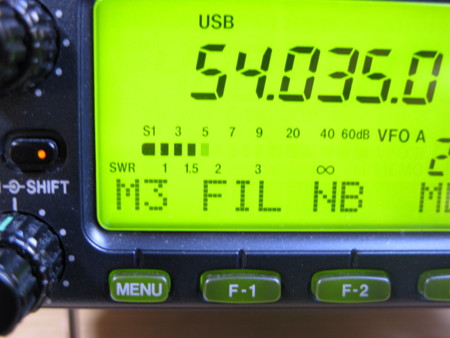 USB
54.035.0
S1 3 5 7 9 20 40 60dB VFO A
SWR 1 1.5 2 3 ∞
M3 FIL NB
SHIFT
MENU F-1 F-2